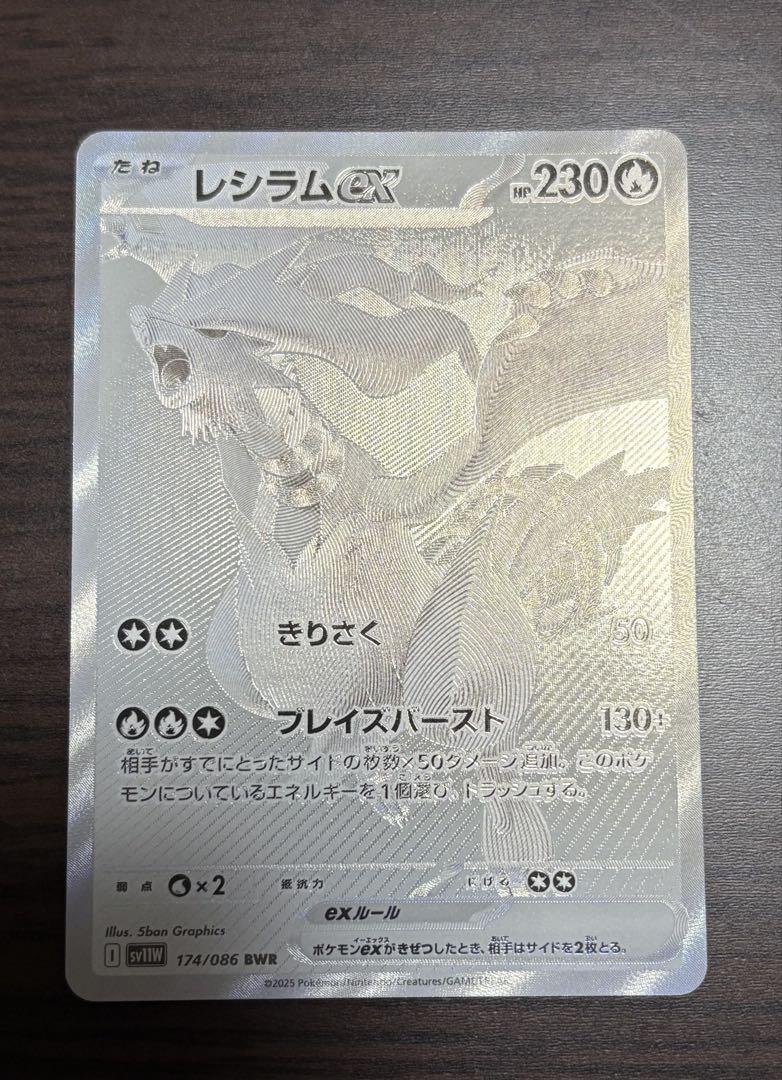 たね レシラムex HP 230
きりさく 50
ブレイズバースト 130+
相手がすでにとったサイドの枚数×50ダメージ追加。このポケ
モンについているエネルギーを1個選び、トラッシュする。
弱点 ×2 抵抗力 にげる
exルール
ポケモンexがきぜつしたとき、相手はサイドを2枚とる。
Illus. 5ban Graphics
I sv11W 174/086 BWR
©2025 Pokémon/Nintendo/Creatures/GAME FREAK